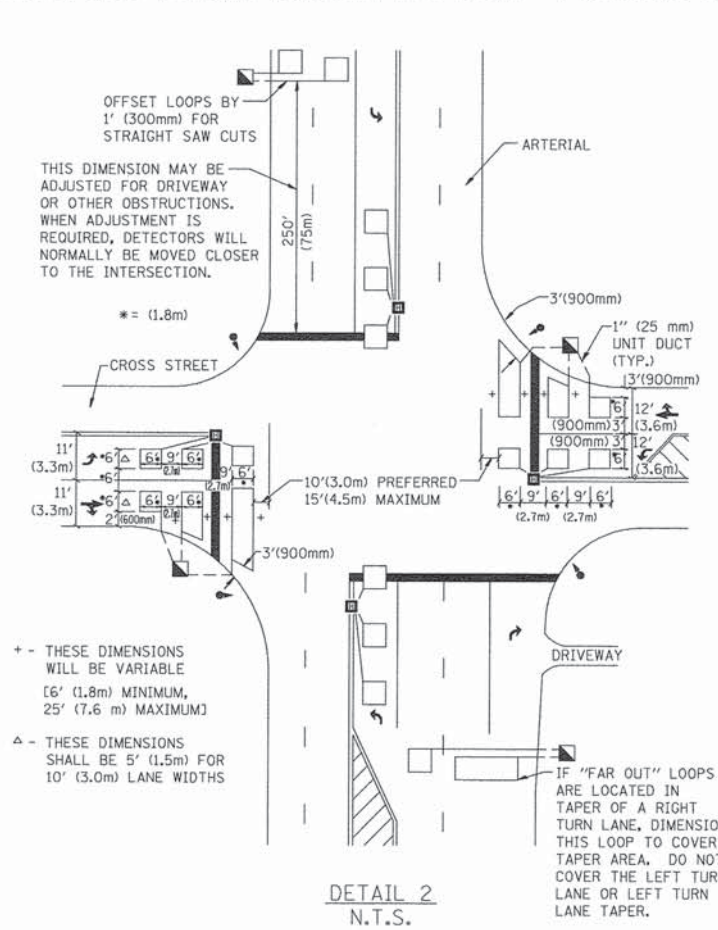 OFFSET LOOPS BY
1' (300mm) FOR
STRAIGHT SAW CUTS
THIS DIMENSION MAY BE
ADJUSTED FOR DRIVEWAY
OR OTHER OBSTRUCTIONS.
WHEN ADJUSTMENT IS
REQUIRED, DETECTORS WILL
NORMALLY BE MOVED CLOSER
TO THE INTERSECTION.
250'
(75m)
ARTERIAL
* = (1.8m)
3'(900mm)
1" (25 mm)
UNIT DUCT
(TYP.)
CROSS STREET
3'(900mm)
6'
12'
(3.6m)
(900mm) 3'
(900mm) 3'
12'
6'
(3.6m)
11'
(3.3m)
*6' △ 6'* 9' 6'*
(2.7m)
*6'
9' 6'
(2.7m) *
11'
(3.3m)
*6' △ 6'* 9' 6'*
(2.7m)
2' (600mm)
+ + + +
10'(3.0m) PREFERRED
15'(4.5m) MAXIMUM
6' 9' 6' 9' 6'
* (2.7m) * (2.7m) *
3'(900mm)
+ - THESE DIMENSIONS
WILL BE VARIABLE
[6' (1.8m) MINIMUM,
25' (7.6 m) MAXIMUM]
△ - THESE DIMENSIONS
SHALL BE 5' (1.5m) FOR
10' (3.0m) LANE WIDTHS
DRIVEWAY
IF "FAR OUT" LOOPS
ARE LOCATED IN
TAPER OF A RIGHT
TURN LANE, DIMENSIO
THIS LOOP TO COVER
TAPER AREA. DO NOT
COVER THE LEFT TUR
LANE OR LEFT TURN
LANE TAPER.
DETAIL 2
N.T.S.